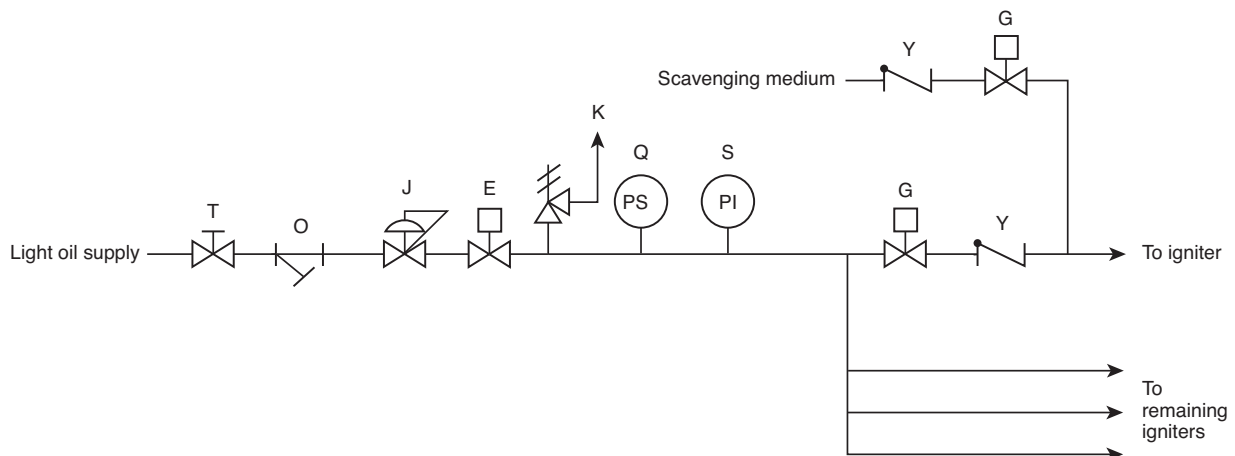 G
Y
Scavenging medium
K
Q
S
J
E
PS
PI
G
T
O
Y
Light oil supply
To igniter
To
remaining
igniters